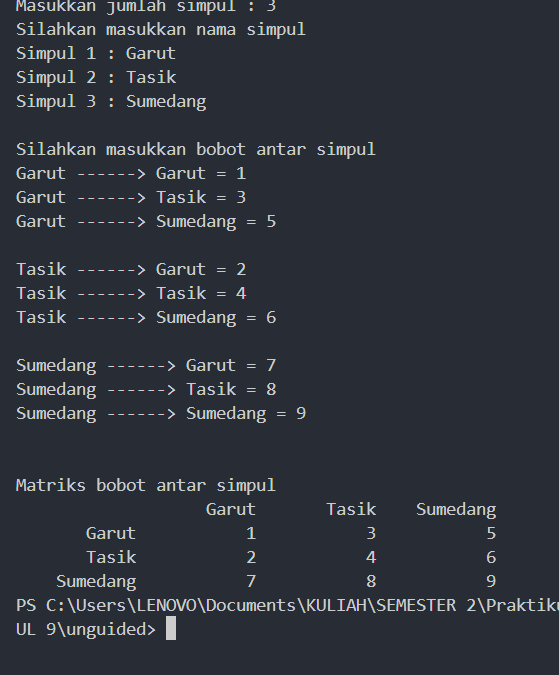 Masukkan jumlah simpul : 3
Silahkan masukkan nama simpul
Simpul 1 : Garut
Simpul 2 : Tasik
Simpul 3 : Sumedang
Silahkan masukkan bobot antar simpul
Garut ------> Garut = 1
Garut ------> Tasik = 3
Garut ------> Sumedang = 5
Tasik ------> Garut = 2
Tasik ------> Tasik = 4
Tasik ------> Sumedang = 6
Sumedang ------> Garut = 7
Sumedang ------> Tasik = 8
Sumedang ------> Sumedang = 9
Matriks bobot antar simpul
Garut Tasik Sumedang
Garut 1 3 5
Tasik 2 4 6
Sumedang 7 8 9
PS C:\Users\LENOVO\Documents\KULIAH\SEMESTER 2\Praktiku
UL 9\unguided>